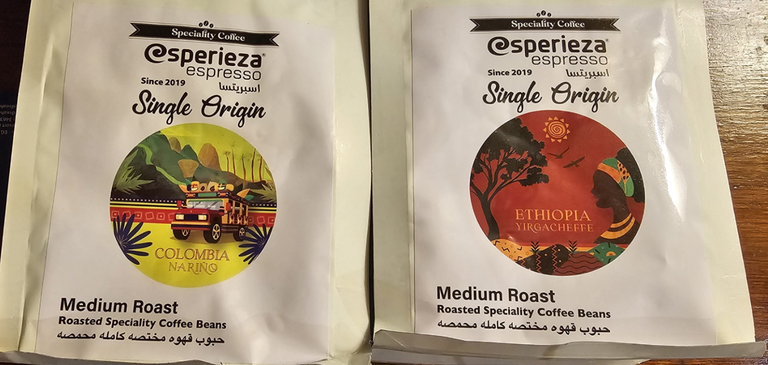 Speciality Coffee
esperieza
espresso
Since 2019
اسبريتسا
Single Origin
COLOMBIA
NARIÑO
Medium Roast
Roasted Speciality Coffee Beans
حبوب قهوه مختصه كامله محمصه
Speciality Coffee
esperieza
espresso
Since 2019
اسبريتسا
Single Origin
ETHIOPIA
YIRGACHEFFE
Medium Roast
Roasted Speciality Coffee Beans
حبوب قهوه مختصه كامله محمصه